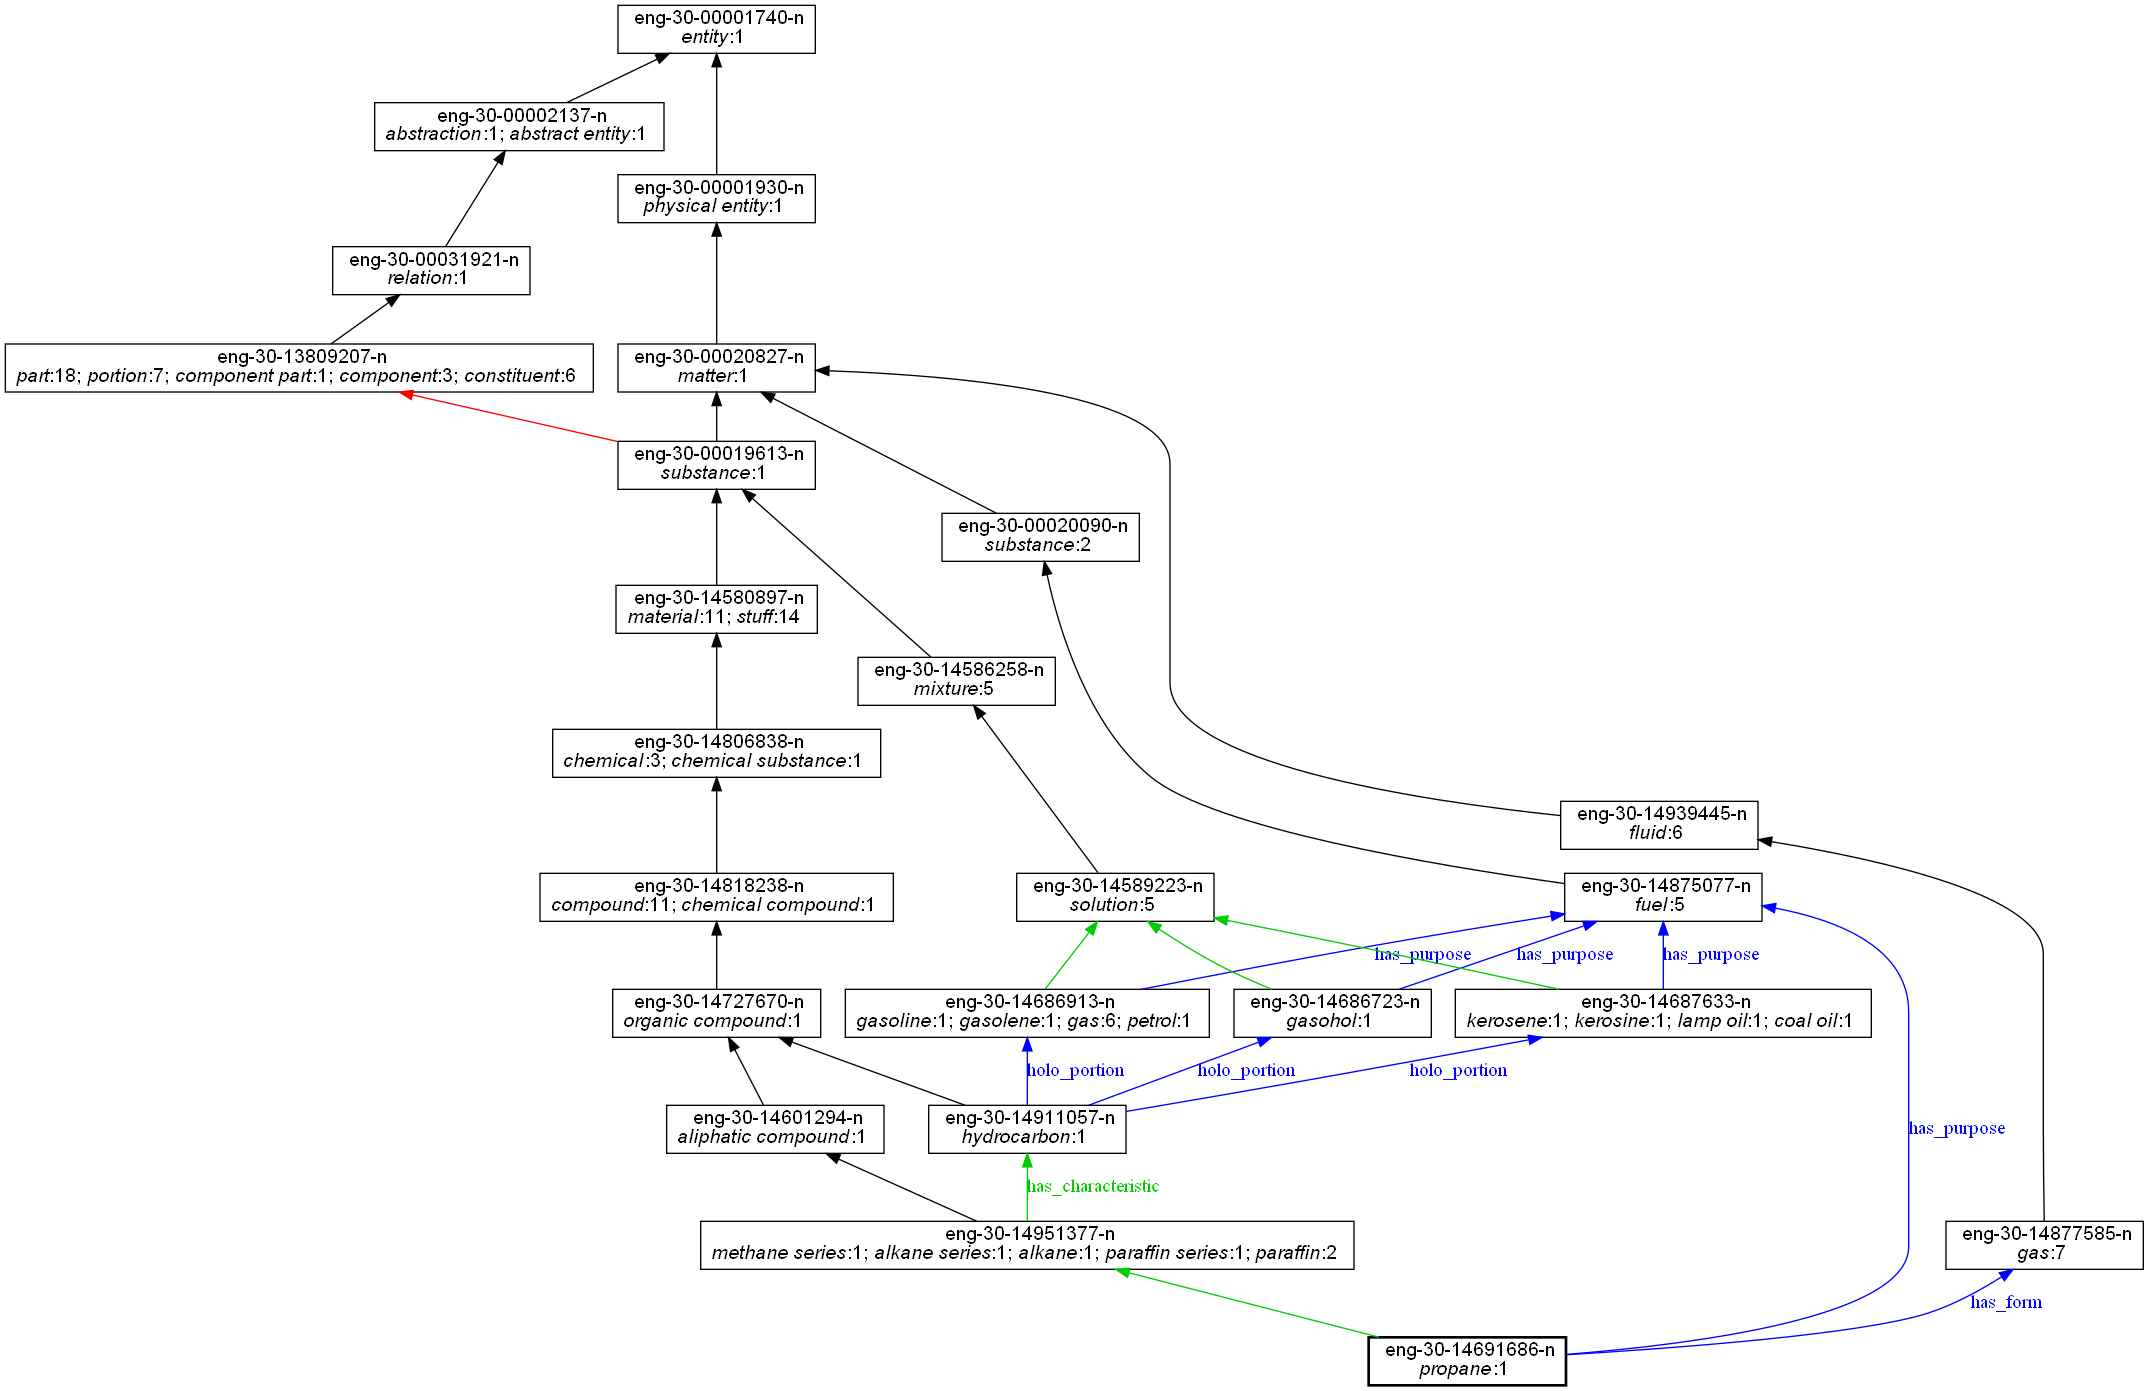 eng-30-00001740-n
entity:1
eng-30-00002137-n
abstraction:1; abstract entity:1
eng-30-00001930-n
physical entity:1
eng-30-00031921-n
relation:1
eng-30-13809207-n
part:18; portion:7; component part:1; component:3; constituent:6
eng-30-00020827-n
matter:1
eng-30-00019613-n
substance:1
eng-30-00020090-n
substance:2
eng-30-14580897-n
material:11; stuff:14
eng-30-14586258-n
mixture:5
eng-30-14806838-n
chemical:3; chemical substance:1
eng-30-14939445-n
fluid:6
eng-30-14818238-n
compound:11; chemical compound:1
eng-30-14589223-n
solution:5
eng-30-14875077-n
fuel:5
has_purpose
has_purpose
has_purpose
eng-30-14727670-n
organic compound:1
eng-30-14686913-n
gasoline:1; gasolene:1; gas:6; petrol:1
eng-30-14686723-n
gasohol:1
eng-30-14687633-n
kerosene:1; kerosine:1; lamp oil:1; coal oil:1
holo_portion
holo_portion
holo_portion
eng-30-14601294-n
aliphatic compound:1
eng-30-14911057-n
hydrocarbon:1
has_purpose
has_characteristic
eng-30-14951377-n
methane series:1; alkane series:1; alkane:1; paraffin series:1; paraffin:2
eng-30-14877585-n
gas:7
has_form
eng-30-14691686-n
propane:1